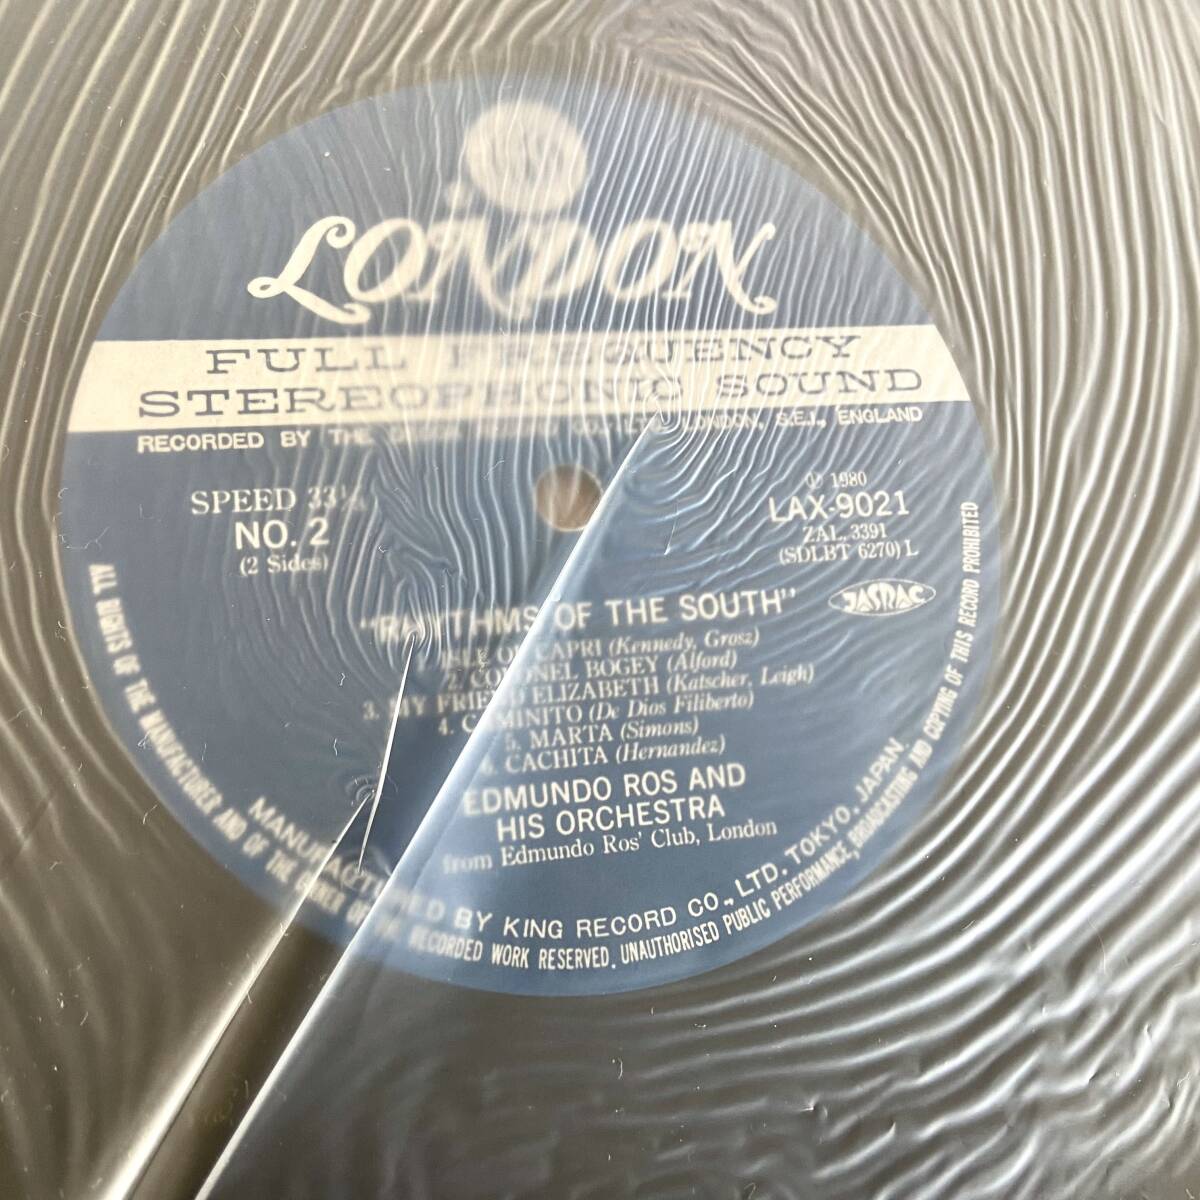 LONDON
FULL FREQUENCY
STEREOPHONIC SOUND
RECORDED BY THE CO., LTD., LONDON, S.E.I., ENGLAND
SPEED 33⅓
NO. 2
(2 Sides)
Ⓟ 1980
LAX-9021
ZAL. 3391
(SDLBT 6270) L
JASRAC
"RHYTHMS OF THE SOUTH"
1. ISLE OF CAPRI (Kennedy, Grosz)
2. COLONEL BOGEY (Alford)
3. MY FRIEND ELIZABETH (Katscher, Leigh)
4. CAMINITO (De Dios Filiberto)
5. MARTA (Simons)
6. CACHITA (Hernandez)
EDMUNDO ROS AND
HIS ORCHESTRA
from Edmundo Ros' Club, London
MANUFACTURED BY KING RECORD CO., LTD. TOKYO. JAPAN.
ALL RIGHTS OF THE MANUFACTURER AND OF THE OWNER OF THE RECORDED WORK RESERVED. UNAUTHORISED PUBLIC PERFORMANCE, BROADCASTING AND COPYING OF THIS RECORD PROHIBITED